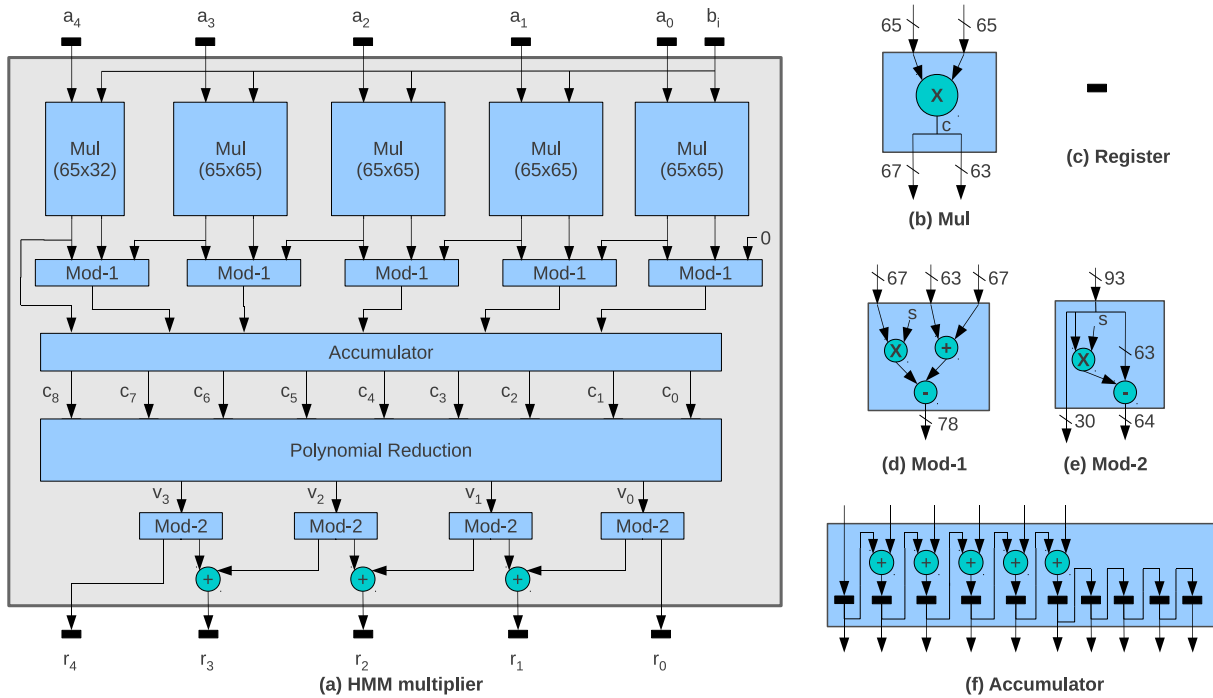 a4 a3 a2 a1 a0 bi
Mul (65x32)
Mul (65x65)
Mul (65x65)
Mul (65x65)
Mul (65x65)
0
Mod-1 Mod-1 Mod-1 Mod-1 Mod-1
Accumulator
c8 c7 c6 c5 c4 c3 c2 c1 c0
Polynomial Reduction
v3 v2 v1 v0
Mod-2 Mod-2 Mod-2 Mod-2
+ + +
r4 r3 r2 r1 r0
(a) HMM multiplier
65 65
X
c
67 63
(b) Mul
(c) Register
67 63 67
s
X +
-
78
(d) Mod-1
93
s
63
X
-
30 64
(e) Mod-2
+ + + + +
(f) Accumulator